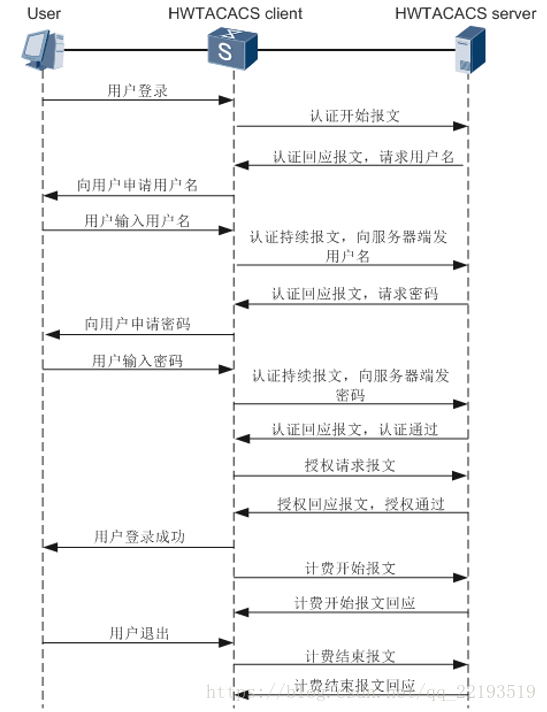 User
HWTACACS client
HWTACACS server
S
用户登录
认证开始报文
认证回应报文，请求用户名
向用户申请用户名
用户输入用户名
认证持续报文，向服务器端发
用户名
认证回应报文，请求密码
向用户申请密码
用户输入密码
认证持续报文，向服务器端发
密码
认证回应报文，认证通过
授权请求报文
授权回应报文，授权通过
用户登录成功
计费开始报文
计费开始报文回应
用户退出
计费结束报文
计费结束报文回应
https://blog.csdn.net/qq_22193519